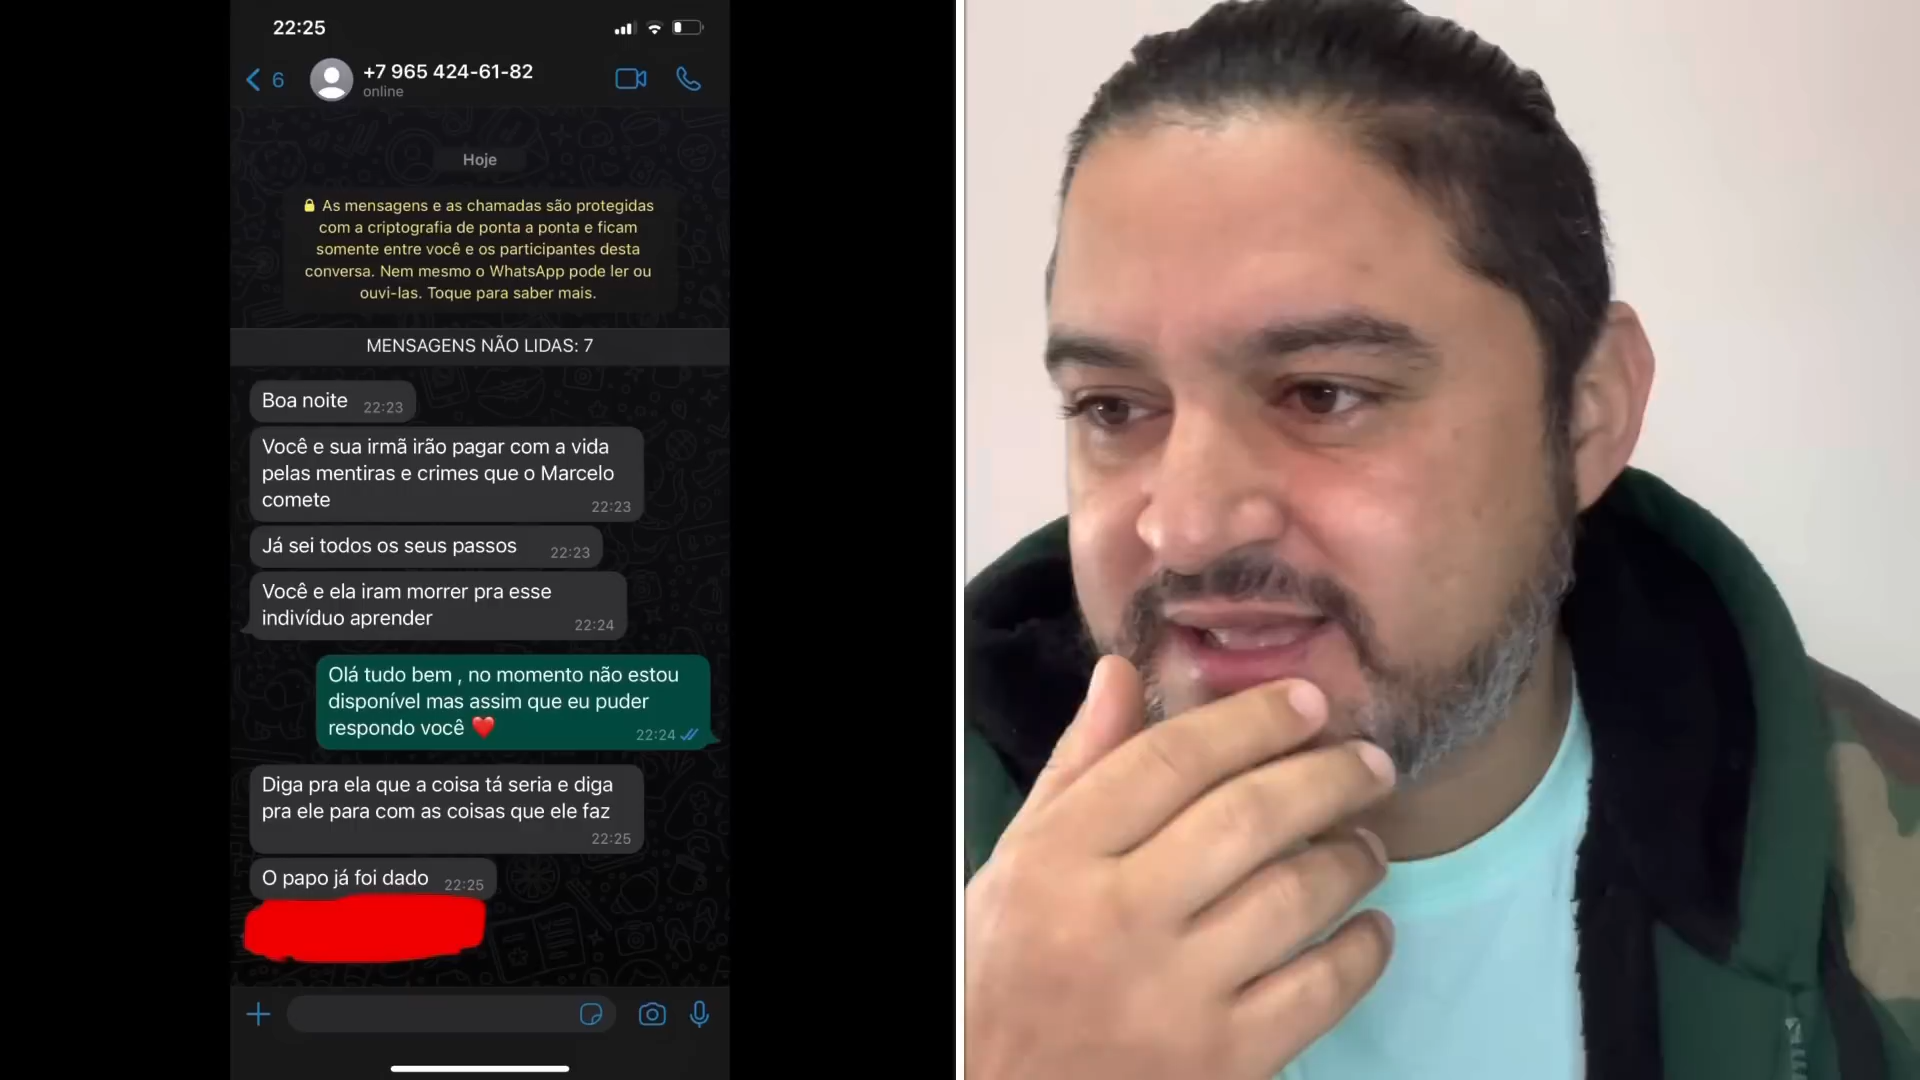 22:25
6
+7 965 424-61-82
online
Hoje
As mensagens e as chamadas são protegidas
com a criptografia de ponta a ponta e ficam
somente entre você e os participantes desta
conversa. Nem mesmo o WhatsApp pode ler ou
ouvi-las. Toque para saber mais.
MENSAGENS NÃO LIDAS: 7
Boa noite 22:23
Você e sua irmã irão pagar com a vida
pelas mentiras e crimes que o Marcelo
comete 22:23
Já sei todos os seus passos 22:23
Você e ela iram morrer pra esse
indivíduo aprender 22:24
Olá tudo bem , no momento não estou
disponível mas assim que eu puder
respondo você ❤️ 22:24
Diga pra ela que a coisa tá seria e diga
pra ele para com as coisas que ele faz
22:25
O papo já foi dado 22:25